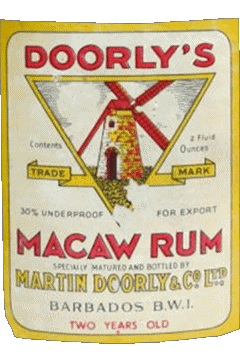 DOORLY'S
Contents 2 Fluid Ounces
TRADE MARK
30% UNDERPROOF FOR EXPORT
MACAW RUM
SPECIALLY MATURED AND BOTTLED BY
MARTIN DOORLY & CO LTD
BARBADOS B.W.I.
TWO YEARS OLD